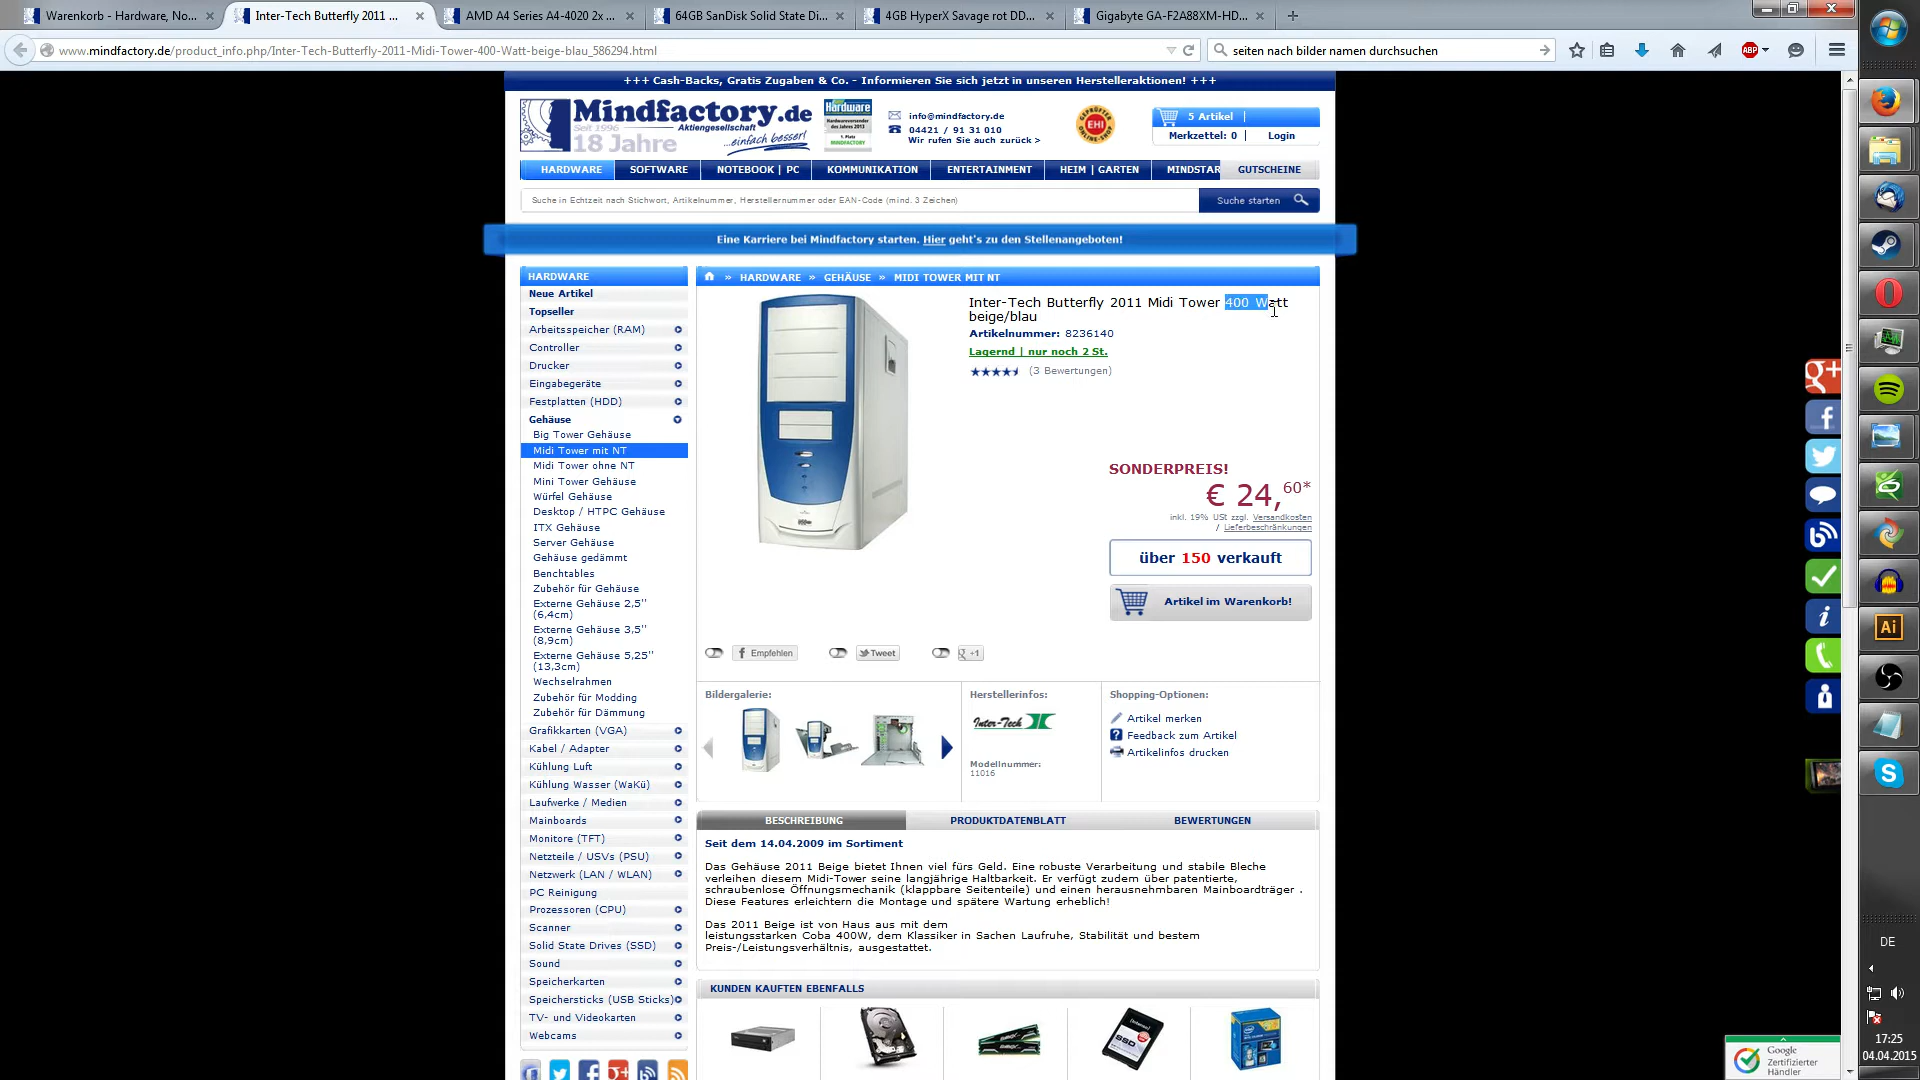 Warenkorb - Hardware, No...
Inter-Tech Butterfly 2011 ...
AMD A4 Series A4-4020 2x ...
64GB SanDisk Solid State Di...
4GB HyperX Savage rot DD...
Gigabyte GA-F2A88XM-HD...
www.mindfactory.de/product_info.php/Inter-Tech-Butterfly-2011-Midi-Tower-400-Watt-beige-blau_586294.html
seiten nach bilder namen durchsuchen
ABP
+++ Cash-Backs, Gratis Zugaben & Co. - Informieren Sie sich jetzt in unseren Herstelleraktionen! +++
Mindfactory.de
Seit 1996
Aktiengesellschaft
18 Jahre
...einfach besser!
Hardware
info@mindfactory.de
04421 / 91 31 010
Wir rufen Sie auch zurück >
EHI
5 Artikel
Merkzettel: 0
Login
HARDWARE
SOFTWARE
NOTEBOOK | PC
KOMMUNIKATION
ENTERTAINMENT
HEIM | GARTEN
MINDSTAR
GUTSCHEINE
Suche in Echtzeit nach Stichwort, Artikelnummer, Herstellernummer oder EAN-Code (mind. 3 Zeichen)
Suche starten
Eine Karriere bei Mindfactory starten. Hier geht's zu den Stellenangeboten!
HARDWARE
Neue Artikel
Topseller
Arbeitsspeicher (RAM)
Controller
Drucker
Eingabegeräte
Festplatten (HDD)
Gehäuse
Big Tower Gehäuse
Midi Tower mit NT
Midi Tower ohne NT
Mini Tower Gehäuse
Würfel Gehäuse
Desktop / HTPC Gehäuse
ITX Gehäuse
Server Gehäuse
Gehäuse gedämmt
Benchtables
Zubehör für Gehäuse
Externe Gehäuse 2,5''
(6,4cm)
Externe Gehäuse 3,5''
(8,9cm)
Externe Gehäuse 5,25''
(13,3cm)
Wechselrahmen
Zubehör für Modding
Zubehör für Dämmung
Grafikkarten (VGA)
Kabel / Adapter
Kühlung Luft
Kühlung Wasser (WaKü)
Laufwerke / Medien
Mainboards
Monitore (TFT)
Netzteile / USVs (PSU)
Netzwerk (LAN / WLAN)
PC Reinigung
Prozessoren (CPU)
Scanner
Solid State Drives (SSD)
Sound
Speicherkarten
Speichersticks (USB Sticks)
TV- und Videokarten
Webcams
» HARDWARE » GEHÄUSE » MIDI TOWER MIT NT
Inter-Tech Butterfly 2011 Midi Tower 400 Watt
beige/blau
Artikelnummer: 8236140
Lagernd | nur noch 2 St.
(3 Bewertungen)
SONDERPREIS!
€ 24,60*
inkl. 19% USt zzgl. Versandkosten
/ Lieferbeschränkungen
über 150 verkauft
Artikel im Warenkorb!
Empfehlen
Tweet
+1
Bildergalerie:
Herstellerinfos:
Inter-Tech
Modellnummer:
11016
Shopping-Optionen:
Artikel merken
Feedback zum Artikel
Artikelinfos drucken
BESCHREIBUNG
PRODUKTDATENBLATT
BEWERTUNGEN
Seit dem 14.04.2009 im Sortiment
Das Gehäuse 2011 Beige bietet Ihnen viel fürs Geld. Eine robuste Verarbeitung und stabile Bleche
verleihen diesem Midi-Tower seine langjährige Haltbarkeit. Er verfügt zudem über patentierte,
schraubenlose Öffnungsmechanik (klappbare Seitenteile) und einen herausnehmbaren Mainboardträger .
Diese Features erleichtern die Montage und spätere Wartung erheblich!
Das 2011 Beige ist von Haus aus mit dem
leistungsstarken Coba 400W, dem Klassiker in Sachen Laufruhe, Stabilität und bestem
Preis-/Leistungsverhältnis, ausgestattet.
KUNDEN KAUFTEN EBENFALLS
SSD
Google
Zertifizierter
Händler
Ai
DE
17:25
04.04.2015